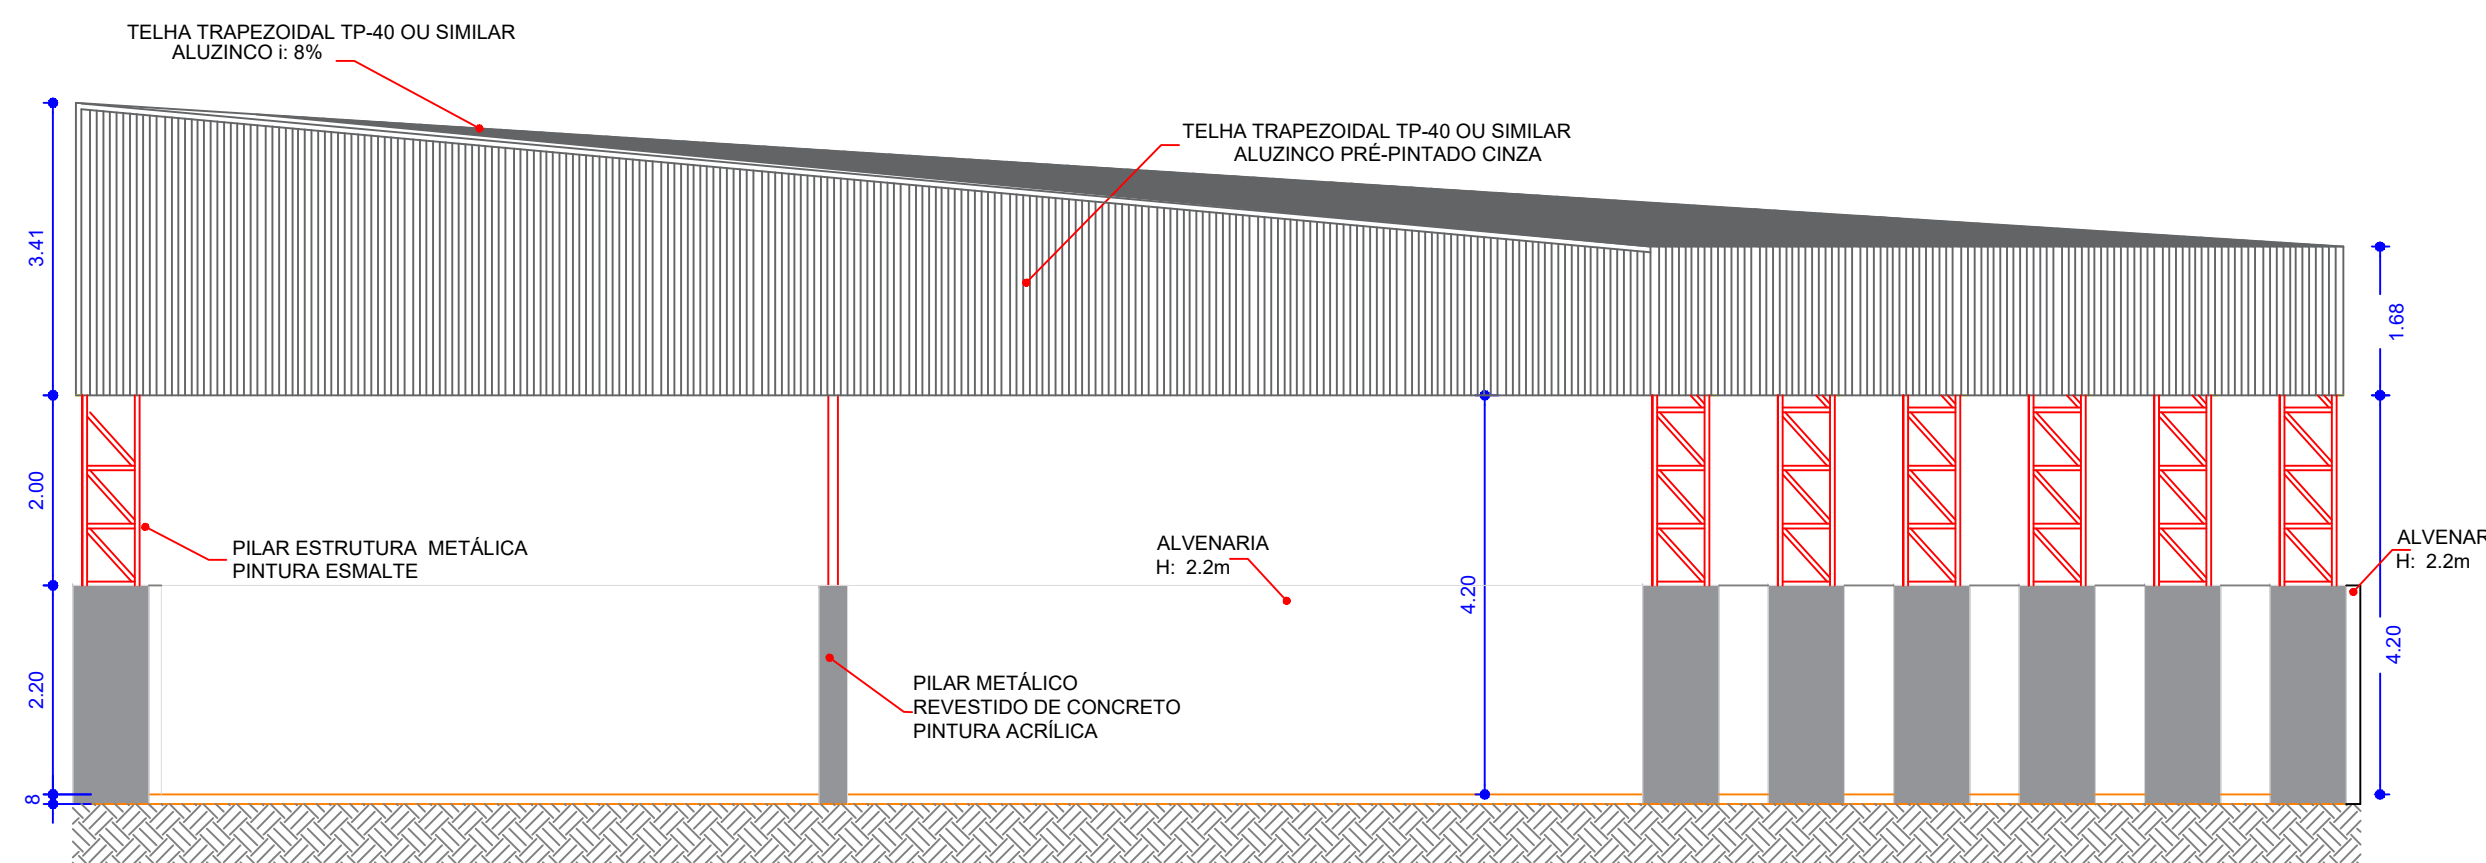 TELHA TRAPEZOIDAL TP-40 OU SIMILAR
ALUZINCO i: 8%
TELHA TRAPEZOIDAL TP-40 OU SIMILAR
ALUZINCO PRÉ-PINTADO CINZA
3.41
1.68
2.00
PILAR ESTRUTURA METÁLICA
PINTURA ESMALTE
ALVENARIA
H: 2.2m
ALVENAR
H: 2.2m
4.20
4.20
2.20
PILAR METÁLICO
REVESTIDO DE CONCRETO
PINTURA ACRÍLICA
8